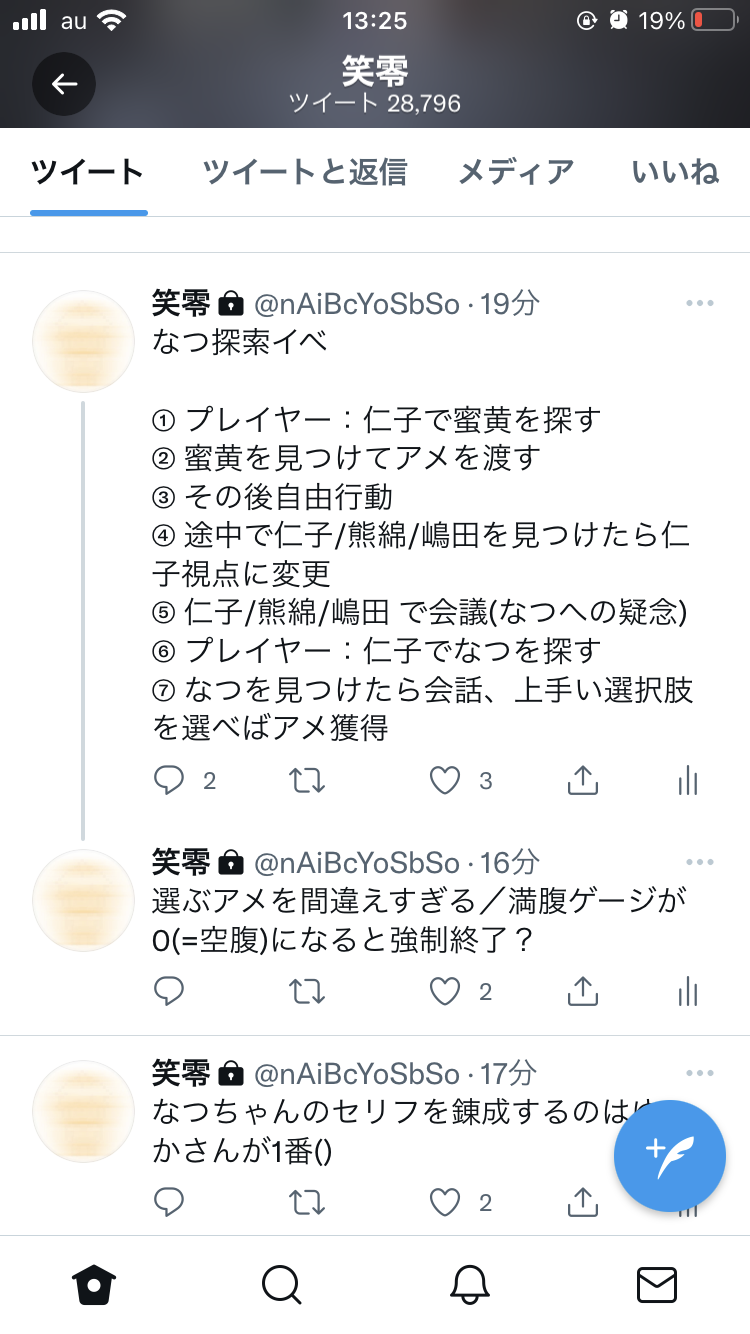 au 13:25 19%
笑零
ツイート 28,796
ツイート ツイートと返信 メディア いいね
笑零 @nAiBcYoSbSo · 19分
なつ探索イベ
① プレイヤー：仁子で蜜黄を探す
② 蜜黄を見つけてアメを渡す
③ その後自由行動
④ 途中で仁子/熊綿/嶋田を見つけたら仁
子視点に変更
⑤ 仁子/熊綿/嶋田 で会議(なつへの疑念)
⑥ プレイヤー：仁子でなつを探す
⑦ なつを見つけたら会話、上手い選択肢
を選べばアメ獲得
2 3
笑零 @nAiBcYoSbSo · 16分
選ぶアメを間違えすぎる／満腹ゲージが
0(=空腹)になると強制終了？
2
笑零 @nAiBcYoSbSo · 17分
なつちゃんのセリフを錬成するのは
かさんが1番()
2